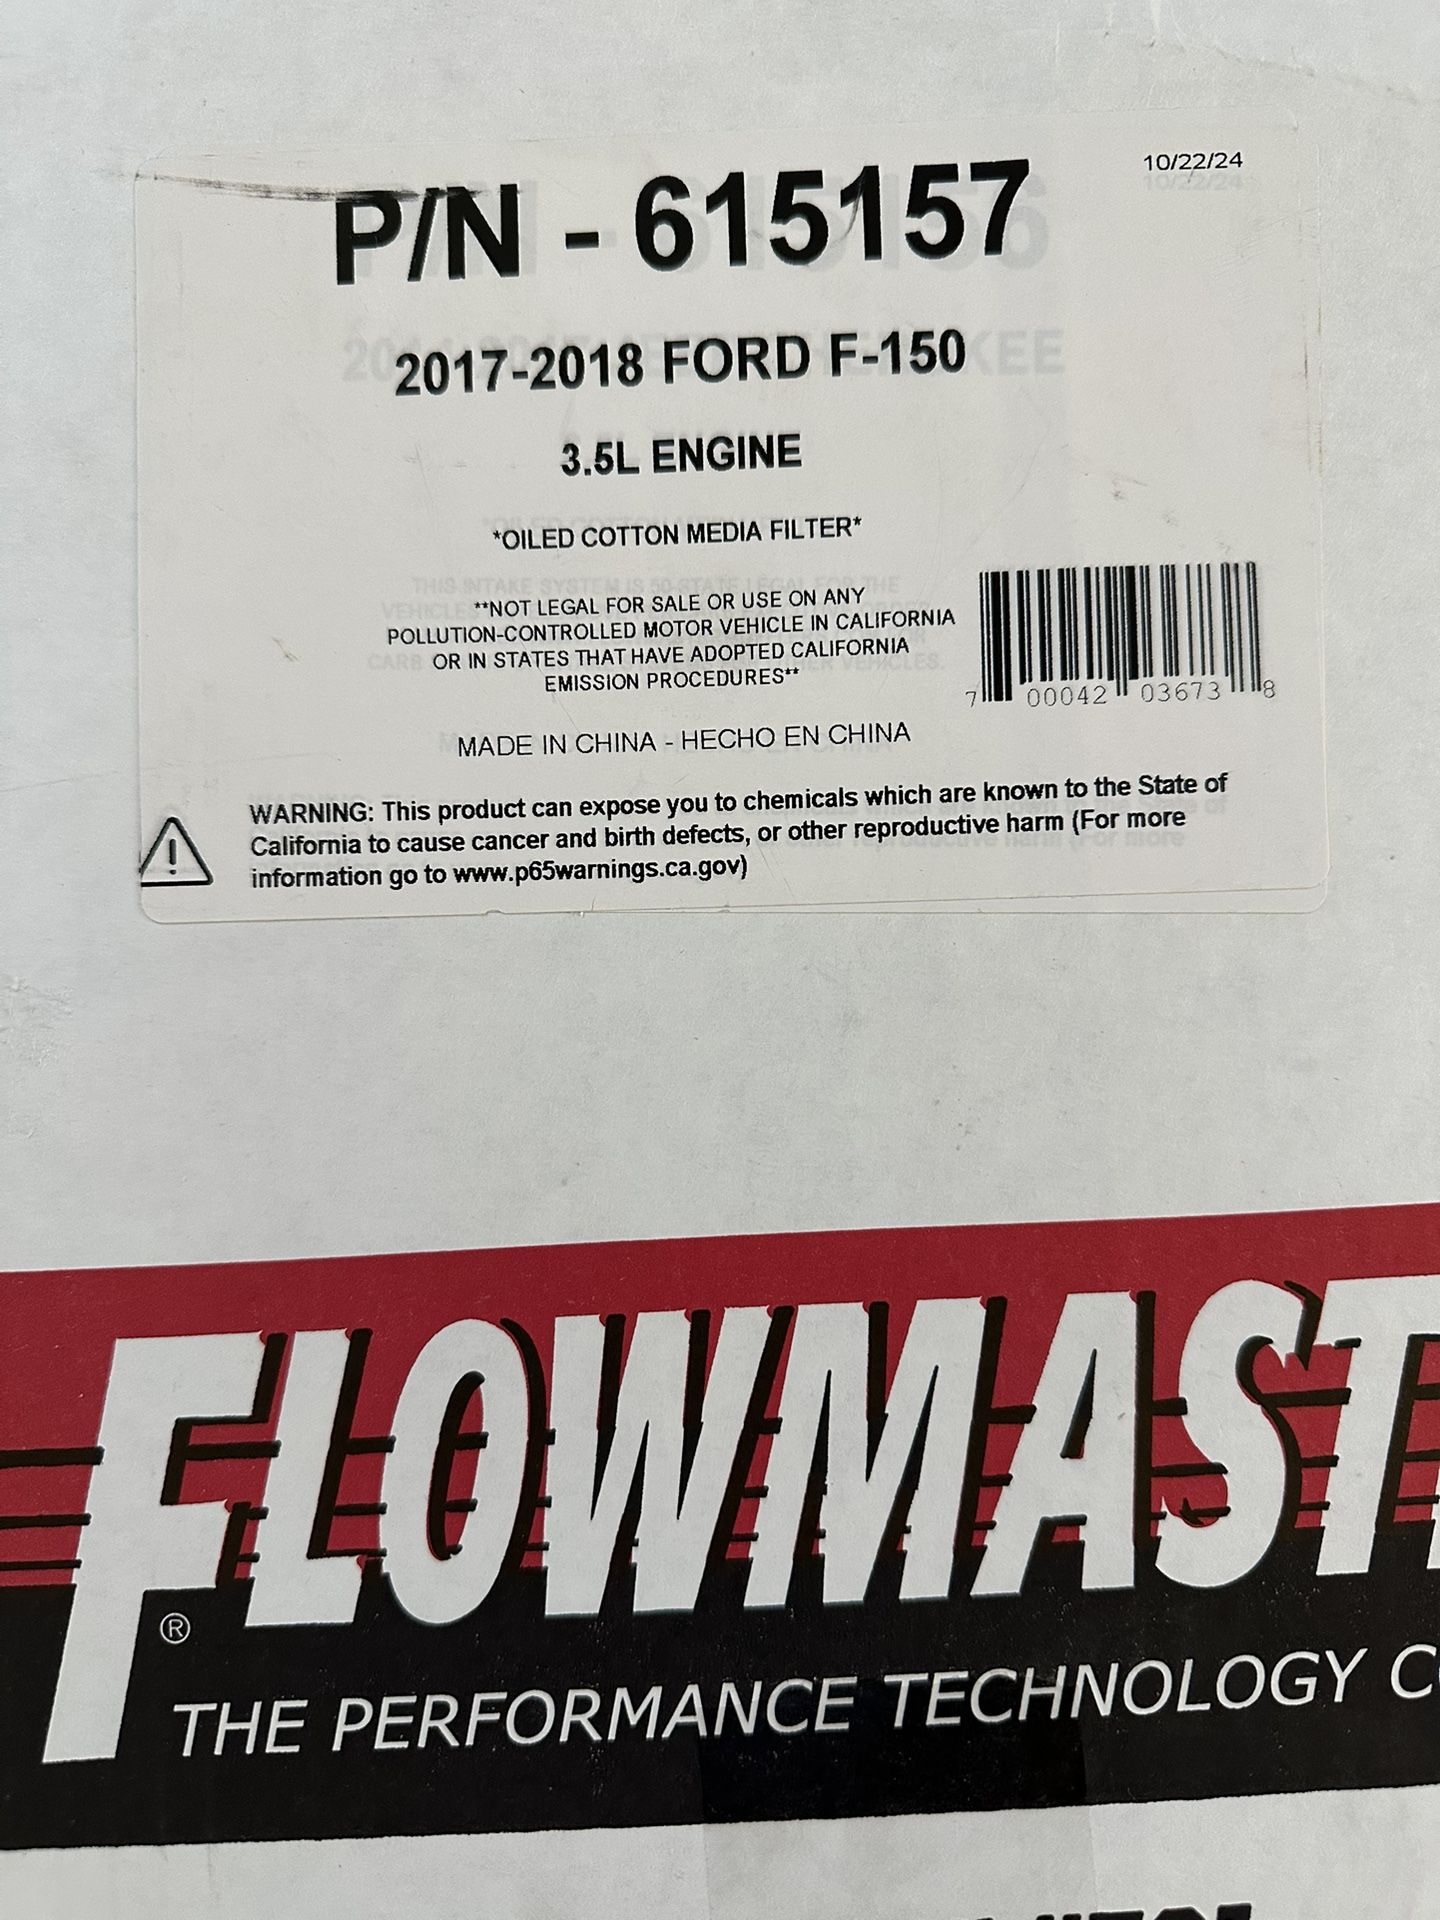 10/22/24
P/N - 615157
2017-2018 FORD F-150
3.5L ENGINE
*OILED COTTON MEDIA FILTER*
**NOT LEGAL FOR SALE OR USE ON ANY
POLLUTION-CONTROLLED MOTOR VEHICLE IN CALIFORNIA
OR IN STATES THAT HAVE ADOPTED CALIFORNIA
EMISSION PROCEDURES**
7 00042 03673 8
MADE IN CHINA - HECHO EN CHINA
WARNING: This product can expose you to chemicals which are known to the State of
California to cause cancer and birth defects, or other reproductive harm (For more
information go to www.p65warnings.ca.gov)
FLOWMAST
®
THE PERFORMANCE TECHNOLOGY